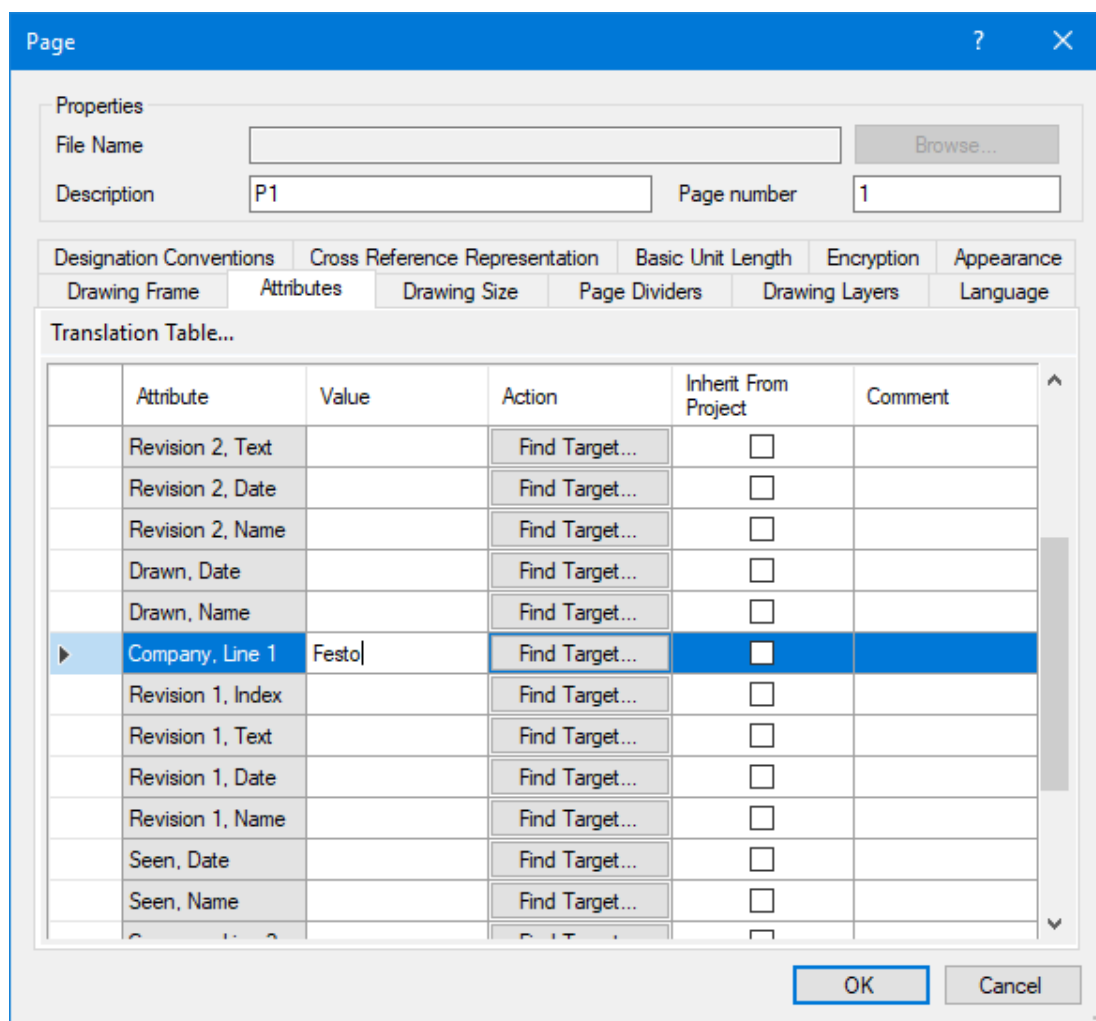 Page ?
Properties
File Name Browse...
Description P1 Page number 1
Designation Conventions Cross Reference Representation Basic Unit Length Encryption Appearance
Drawing Frame Attributes Drawing Size Page Dividers Drawing Layers Language
Translation Table...
Attribute Value Action Inherit From Project Comment
Revision 2, Text Find Target...
Revision 2, Date Find Target...
Revision 2, Name Find Target...
Drawn, Date Find Target...
Drawn, Name Find Target...
Company, Line 1 Festo Find Target...
Revision 1, Index Find Target...
Revision 1, Text Find Target...
Revision 1, Date Find Target...
Revision 1, Name Find Target...
Seen, Date Find Target...
Seen, Name Find Target...
OK Cancel